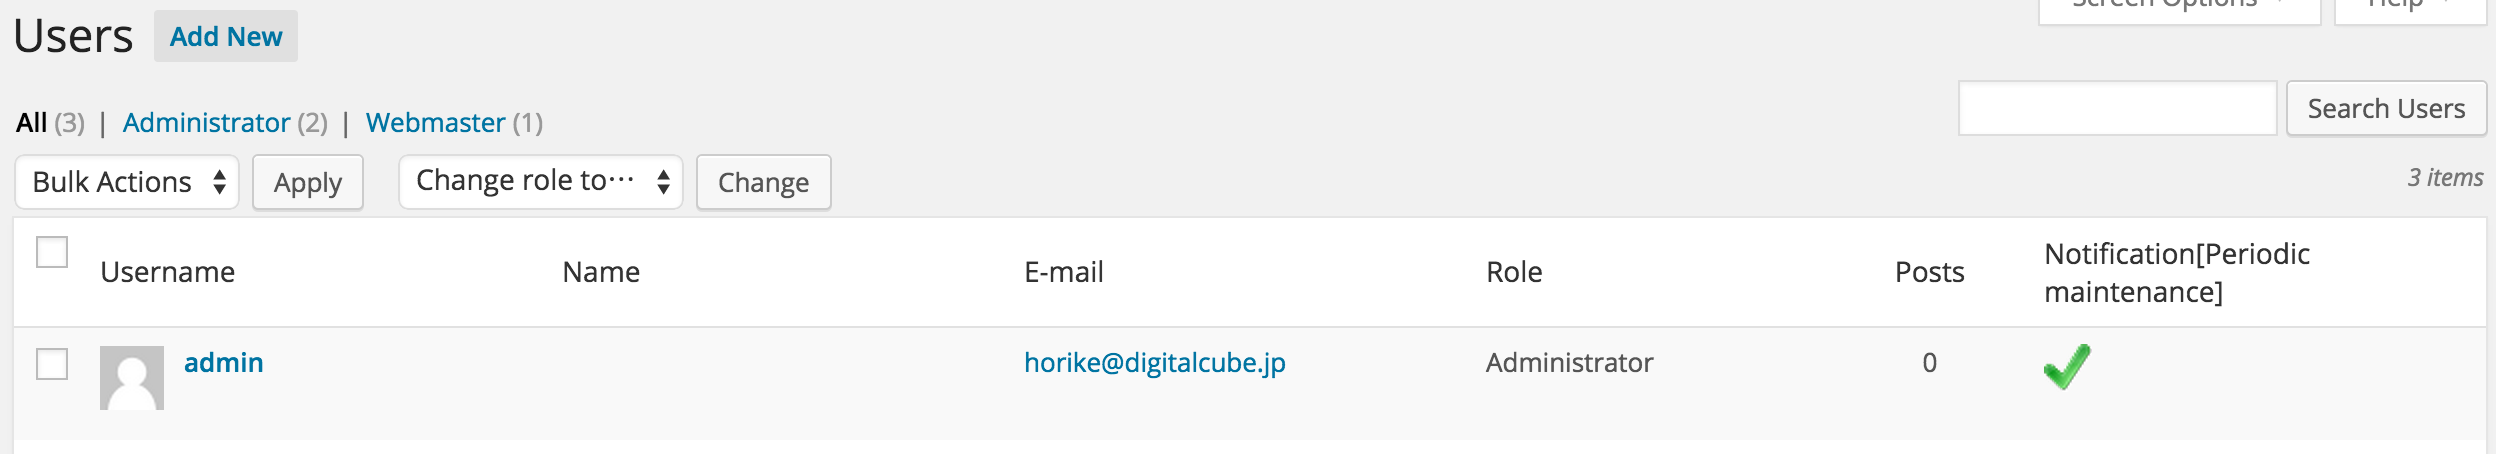 Screen Options Help
Users Add New
All (3) | Administrator (2) | Webmaster (1)
Search Users
Bulk Actions Apply Change role to··· Change
3 items
Username Name E-mail Role Posts Notification[Periodic
maintenance]
admin horike@digitalcube.jp Administrator 0